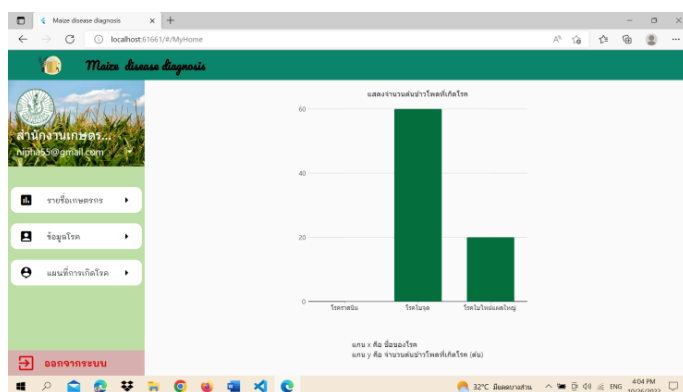 Maize disease diagnosis
localhost:61661/#/MyHome
Maize disease diagnosis
สำนักงานเกษตร...
nipha55@gmail.com
รายชื่อเกษตรกร
ข้อมูลโรค
แผนที่การเกิดโรค
ออกจากระบบ
แสดงจำนวนต้นข้าวโพดที่เกิดโรค
60
40
20
0
โรคราสนิม
โรคใบจุด
โรคใบไหม้แผลใหญ่
แกน x คือ ชื่อของโรค
แกน y คือ จำนวนต้นข้าวโพดที่เกิดโรค (ต้น)
32°C มีแดดบางส่วน
ENG
4:04 PM
10/26/2022